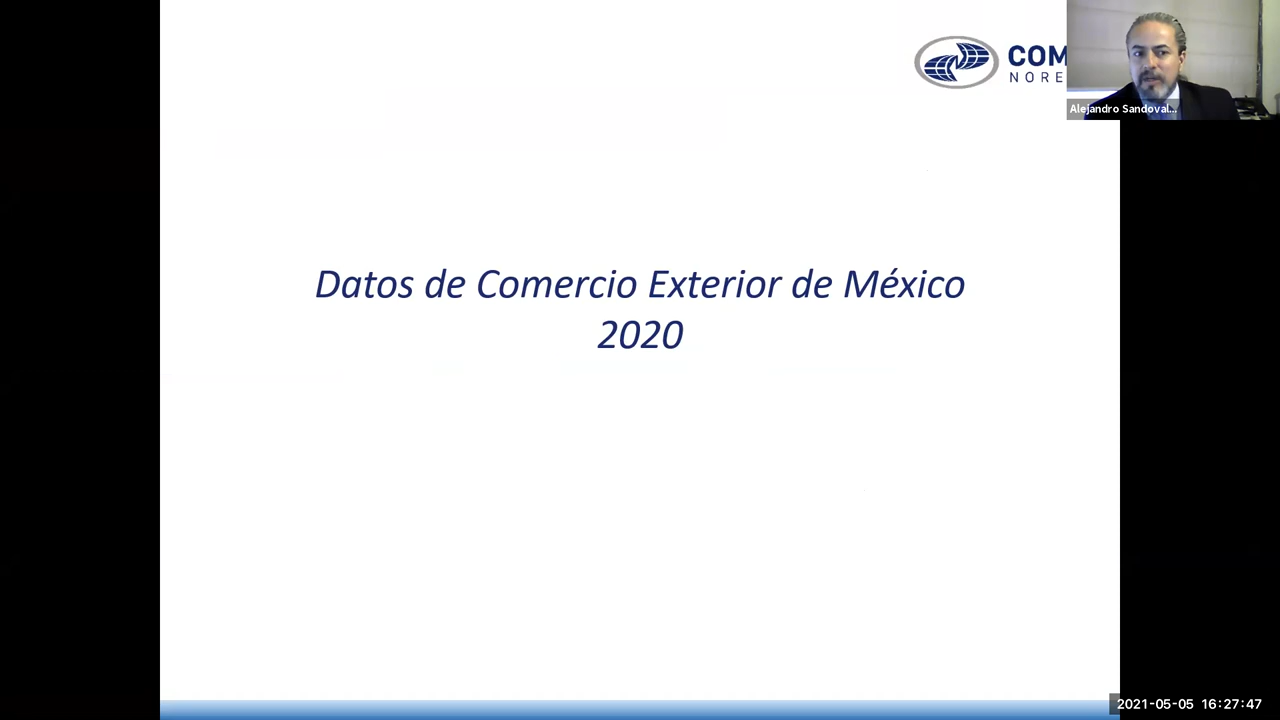 COM
NORE
Alejandro Sandoval...
Datos de Comercio Exterior de México
2020
2021-05-05 16:27:47